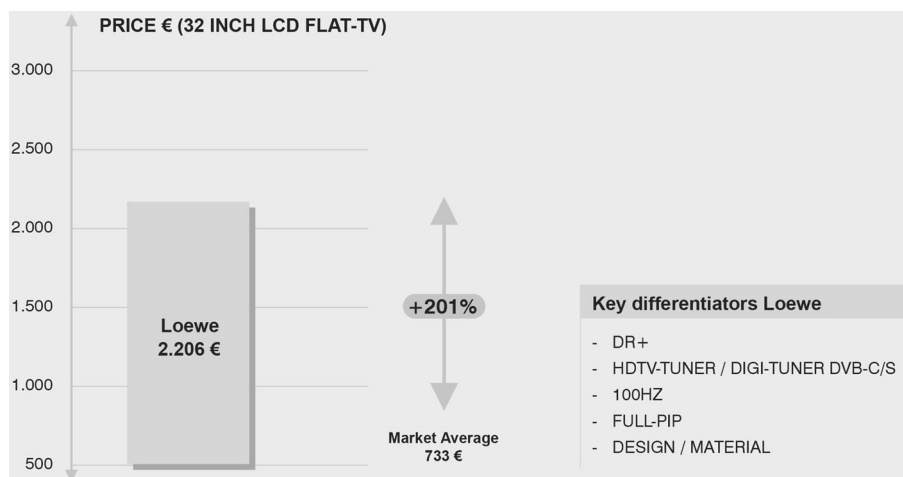 PRICE € (32 INCH LCD FLAT-TV)
3.000
2.500
2.000
1.500
1.000
500
Loewe
2.206 €
+201%
Market Average
733 €
Key differentiators Loewe
- DR+
- HDTV-TUNER / DIGI-TUNER DVB-C/S
- 100HZ
- FULL-PIP
- DESIGN / MATERIAL